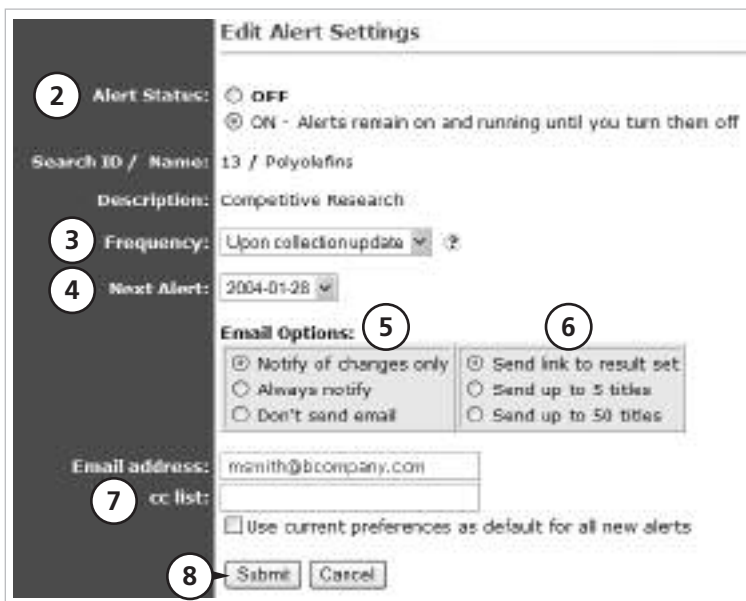 Edit Alert Settings
2 Alert Status: OFF
ON - Alerts remain on and running until you turn them off
Search ID / Name: 13 / Polyolefins
Description: Competitive Research
3 Frequency: Upon collection update ?
4 Next Alert: 2004-01-28
Email Options: 5 6
Notify of changes only Send link to result set
Always notify Send up to 5 titles
Don't send email Send up to 50 titles
Email address: msmith@bcompany.com
7 cc list:
Use current preferences as default for all new alerts
8 Submit Cancel